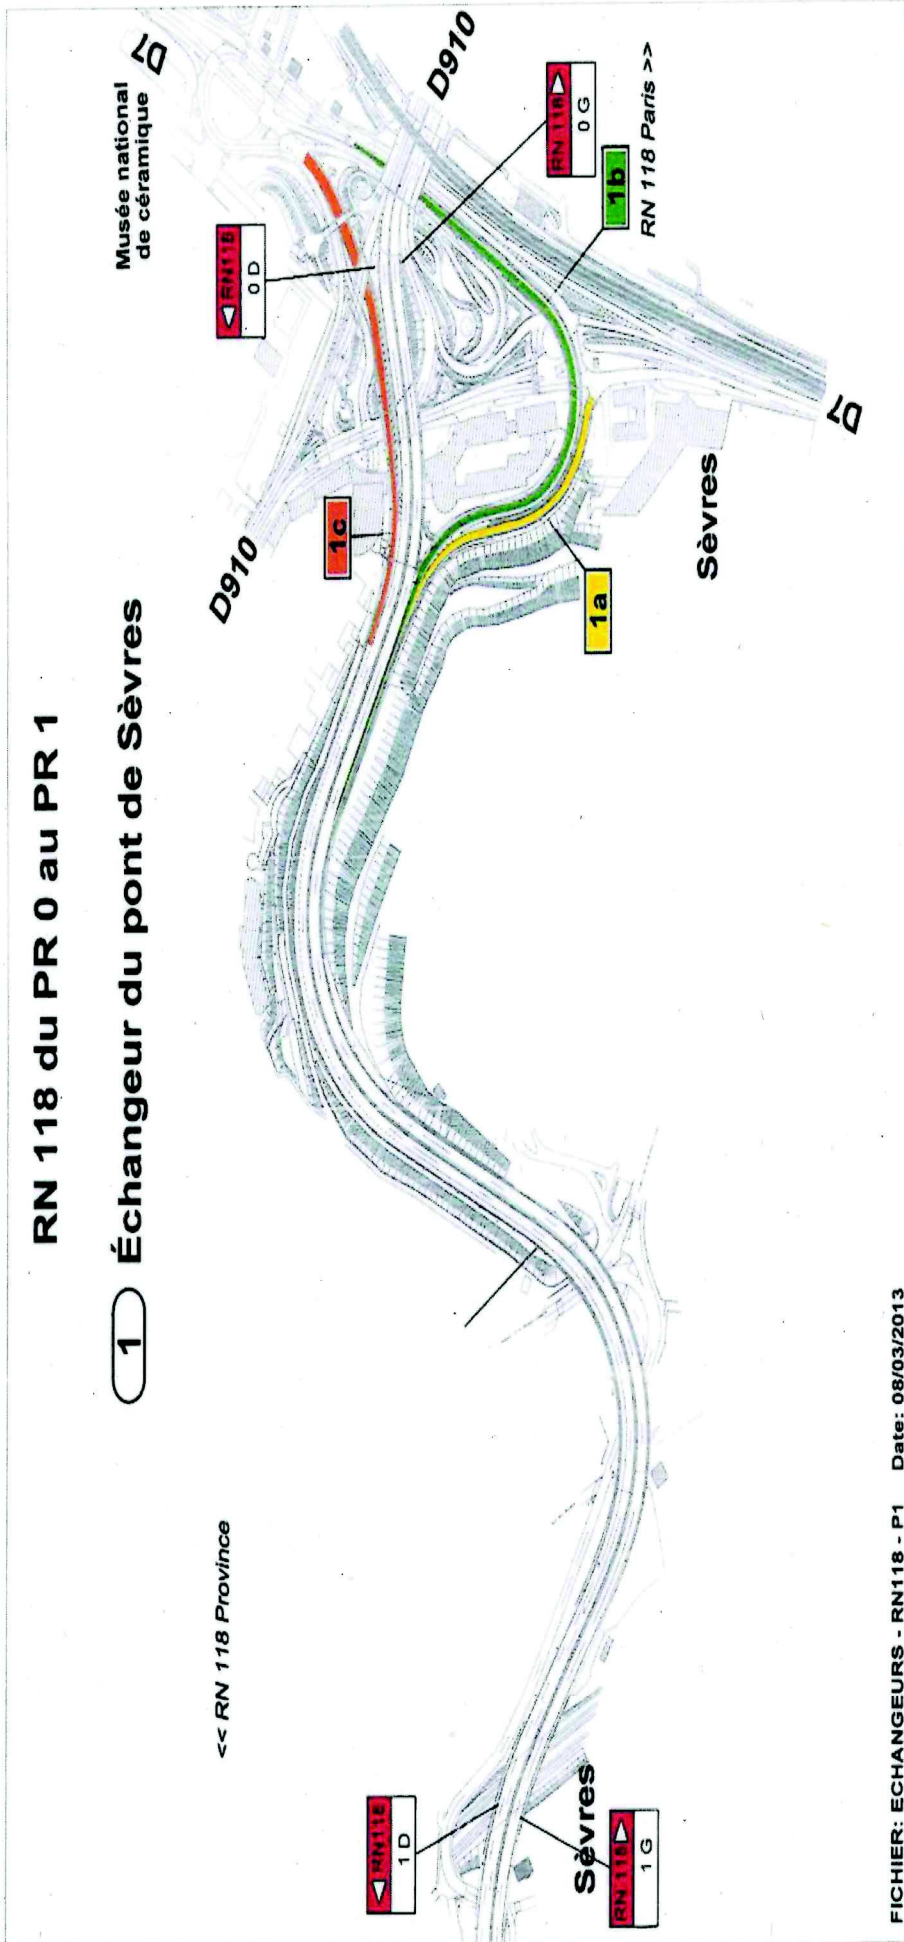 RN 118 du PR 0 au PR 1
1 Échangeur du pont de Sèvres
<< RN 118 Province
Musée national
de céramique
D7
D910
RN118
0 D
D910
1c
RN 118
0 G
1b
RN 118 Paris >>
1a
Sèvres
D7
RN118
1 D
Sèvres
RN 118
1 G
FICHIER: ECHANGEURS - RN118 - P1 Date: 08/03/2013